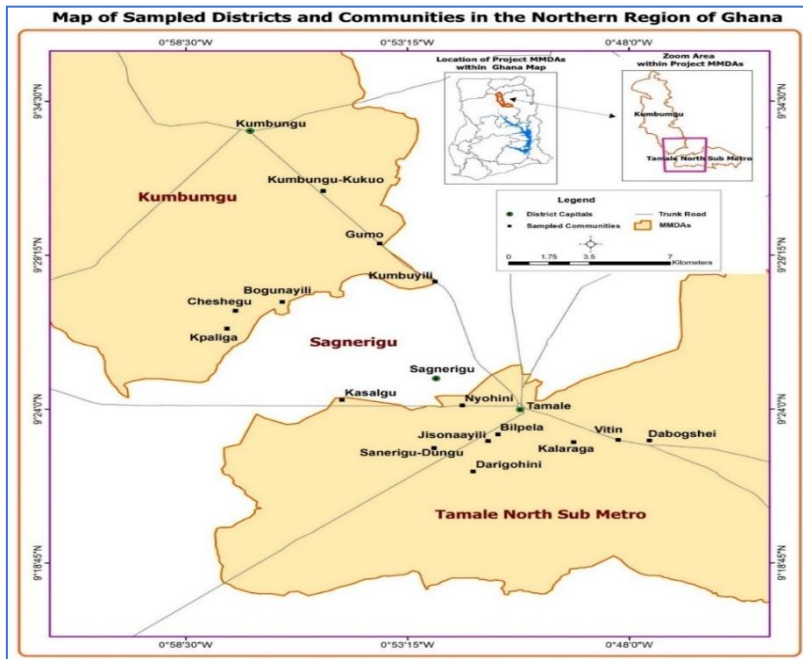 Map of Sampled Districts and Communities in the Northern Region of Ghana
0°58'30"W
0°53'15"W
0°48'0"W
Location of Project MMDAs
within Ghana Map
Zoom Area
within Project MMDAs
Kumbumgu
Tamale North Sub Metro
9°34'30"N
9°34'30"N
Kumbungu
Kumbungu-Kukuo
Kumbumgu
Legend
District Capitals
Trunk Road
Sampled Communities
MMDAs
0 1.75 3.5 7
Kilometers
Gumo
9°29'15"N
9°29'15"N
Kumbuyili
Bogunayili
Cheshegu
Kpaliga
Sagnerigu
Sagnerigu
Kasalgu
Nyohini
Tamale
9°24'0"N
9°24'0"N
Bilpela
Jisonaayili
Vitin
Dabogshei
Sanerigu-Dungu
Kalaraga
Darigohini
Tamale North Sub Metro
9°18'45"N
9°18'45"N
0°58'30"W
0°53'15"W
0°48'0"W